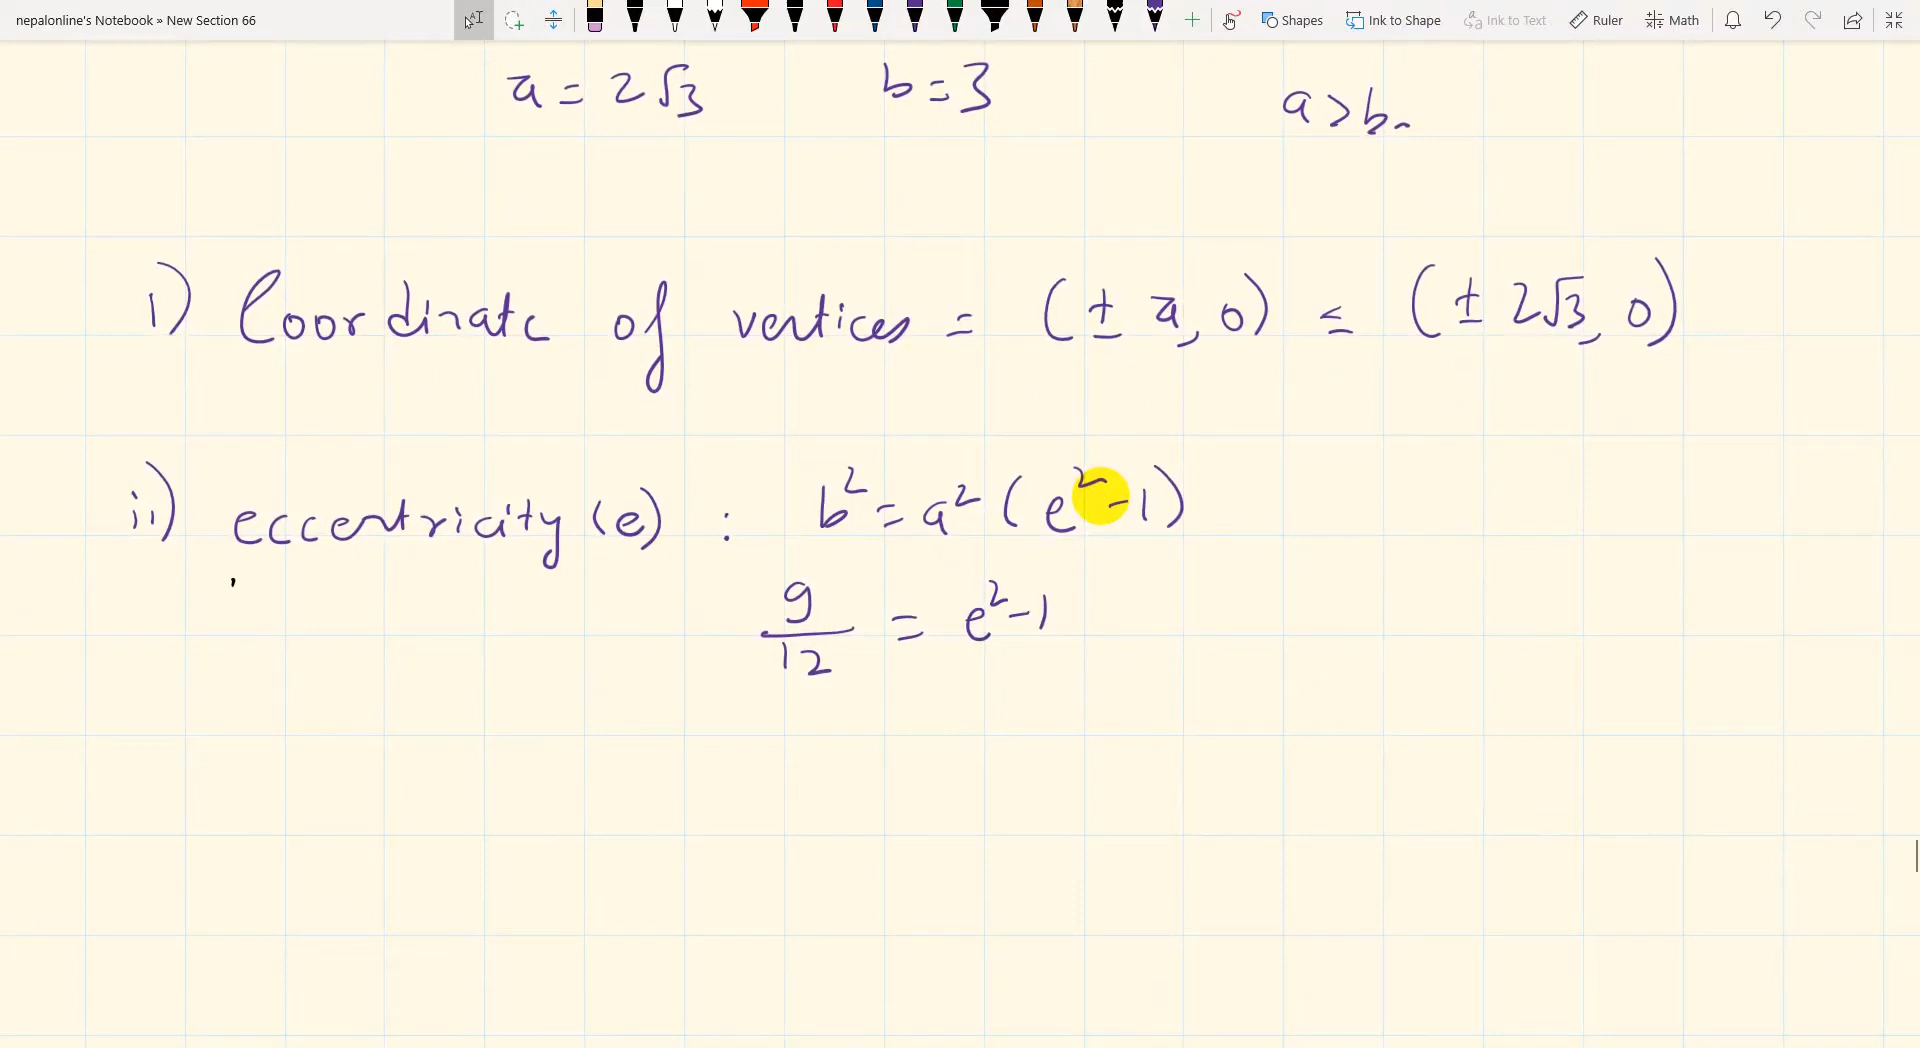 nepalonline's Notebook » New Section 66
Shapes Ink to Shape Ink to Text Ruler Math
a = 2√3 b = 3 a > b
i) Coordinate of vertices = (± a, 0) = (± 2√3, 0)
ii) eccentricity (e) : b² = a² (e² - 1)
9/12 = e² - 1